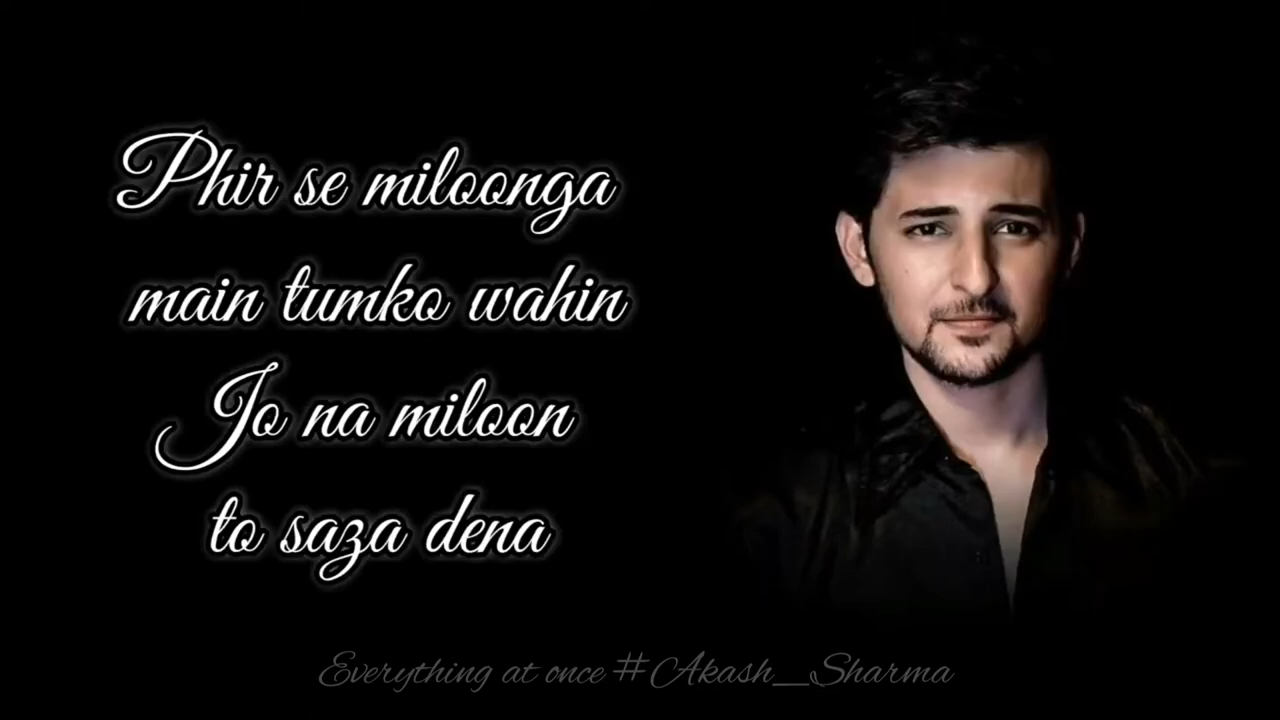 Phir se miloonga
main tumko wahin
Jo na miloon
to saza dena
Everything at once #Akash_Sharma